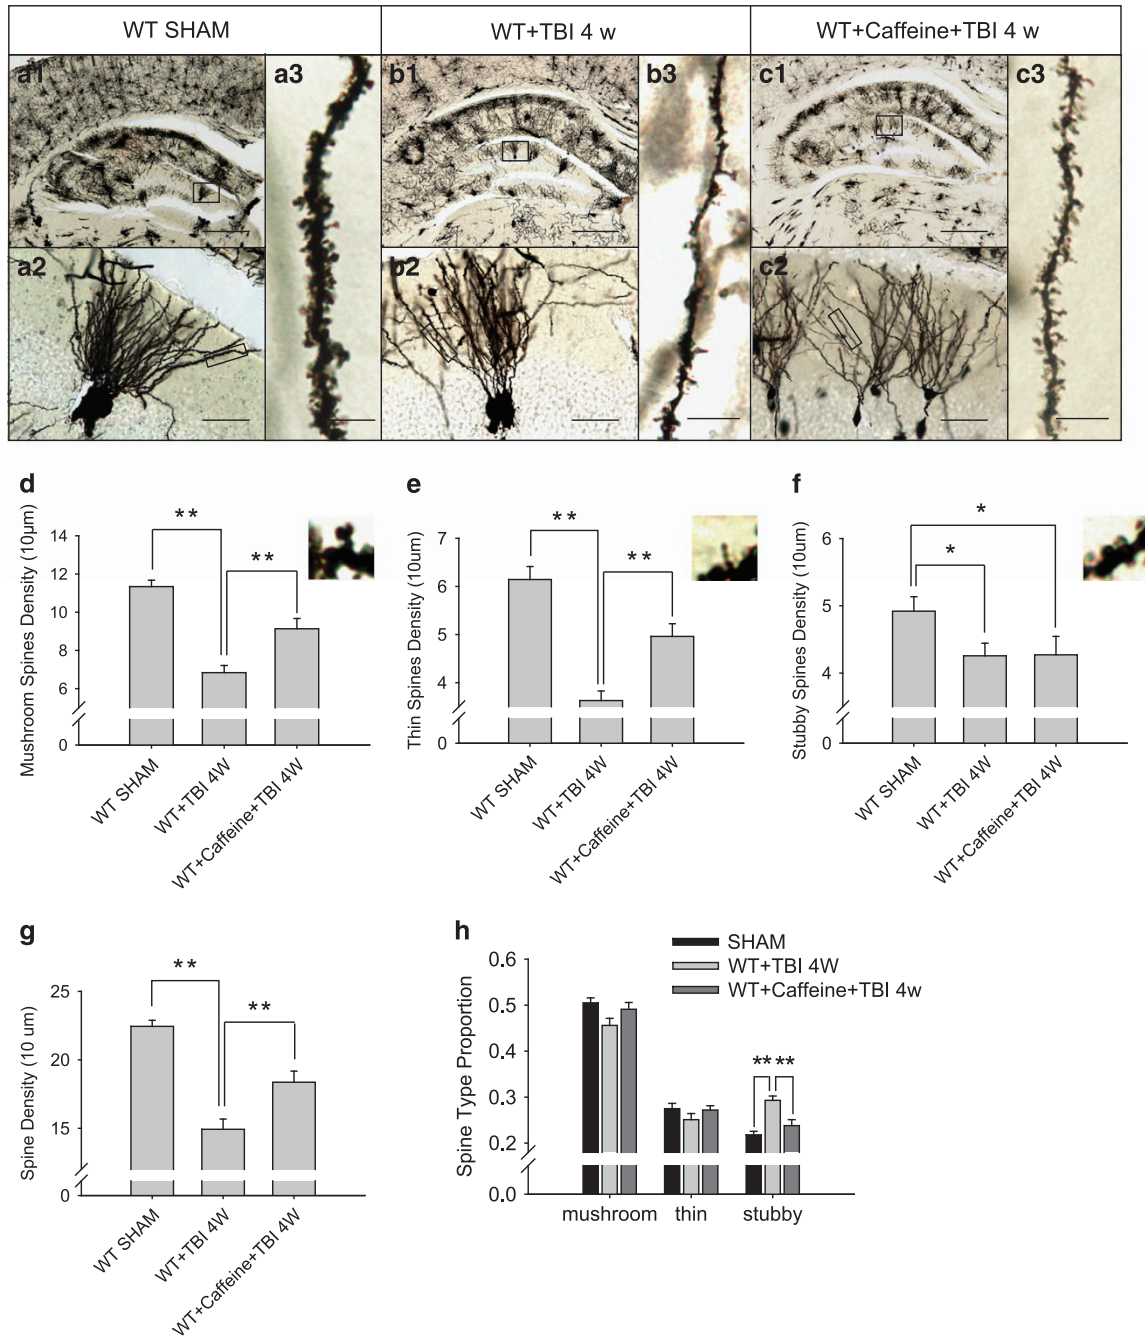 WT SHAM
WT+TBI 4 w
WT+Caffeine+TBI 4 w
a1
a3
b1
b3
c1
c3
a2
b2
c2
d
Mushroom Spines Density (10µm)
14
12
10
8
6
0
**
**
WT SHAM
WT+TBI 4W
WT+Caffeine+TBI 4W
e
Thin Spines Density (10um)
7
6
5
4
0
**
**
WT SHAM
WT+TBI 4W
WT+Caffeine+TBI 4W
f
Stubby Spines Density (10um)
6
5
4
0
*
*
WT SHAM
WT+TBI 4W
WT+Caffeine+TBI 4W
g
Spine Density (10 um)
25
20
15
0
**
**
WT SHAM
WT+TBI 4W
WT+Caffeine+TBI 4W
h
SHAM
WT+TBI 4W
WT+Caffeine+TBI 4w
Spine Type Proportion
0.6
0.5
0.4
0.3
0.2
0.0
** **
mushroom thin stubby